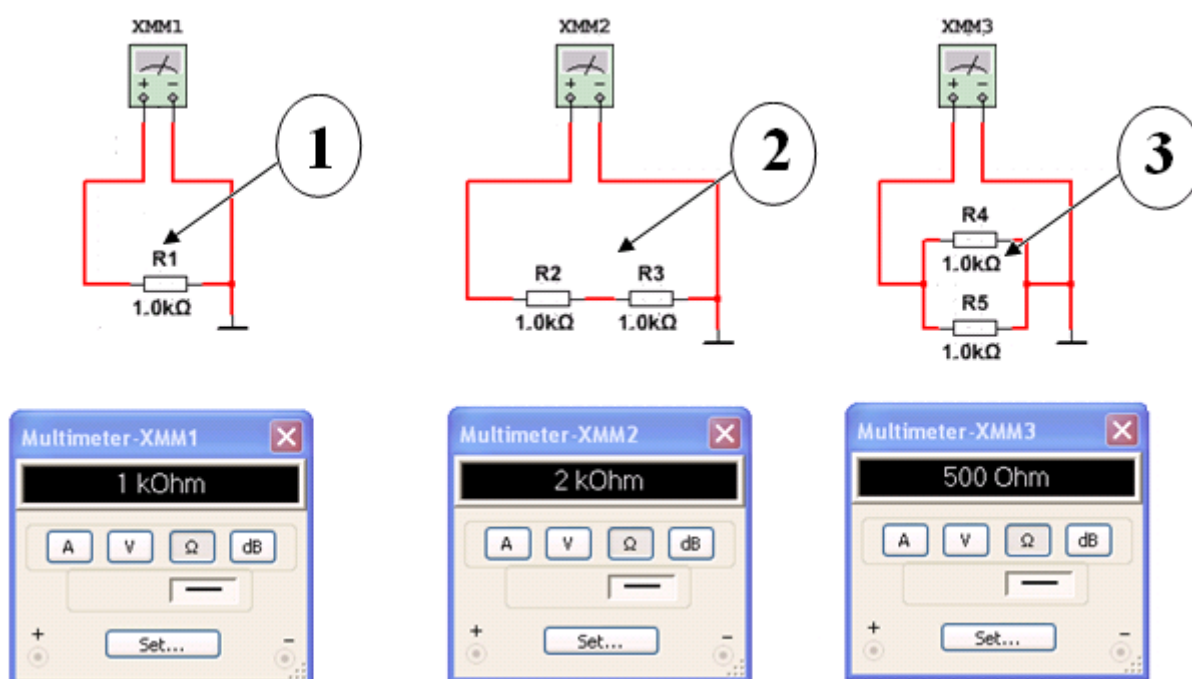 XMM1
XMM2
XMM3
+ −
+ −
+ −
1
2
3
R1
1.0kΩ
R2
R3
1.0kΩ
1.0kΩ
R4
1.0kΩ
R5
1.0kΩ
Multimeter-XMM1
1 kOhm
A V Ω dB
+ −
Set...
Multimeter-XMM2
2 kOhm
A V Ω dB
+ −
Set...
Multimeter-XMM3
500 Ohm
A V Ω dB
+ −
Set...